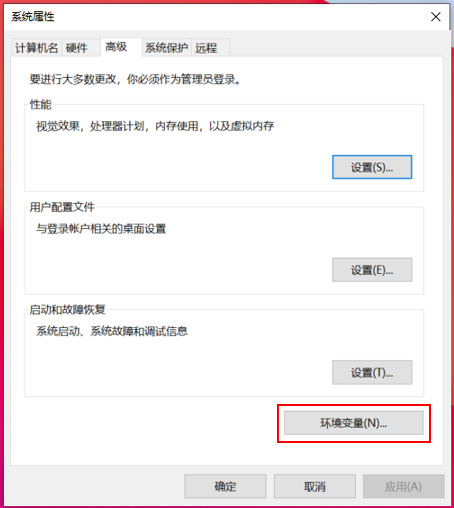 系统属性
计算机名 硬件 高级 系统保护 远程
要进行大多数更改，你必须作为管理员登录。
性能
视觉效果，处理器计划，内存使用，以及虚拟内存
设置(S)...
用户配置文件
与登录帐户相关的桌面设置
设置(E)...
启动和故障恢复
系统启动、系统故障和调试信息
设置(T)...
环境变量(N)...
确定 取消 应用(A)